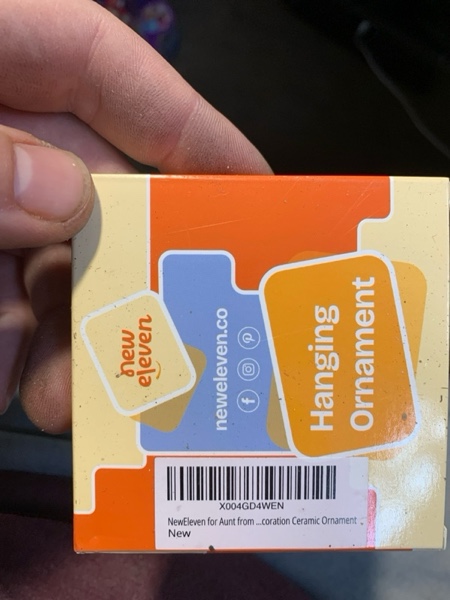 new
eleven
neweleven.co
Hanging
Ornament
X004GD4WEN
NewEleven for Aunt from ...coration Ceramic Ornament
New